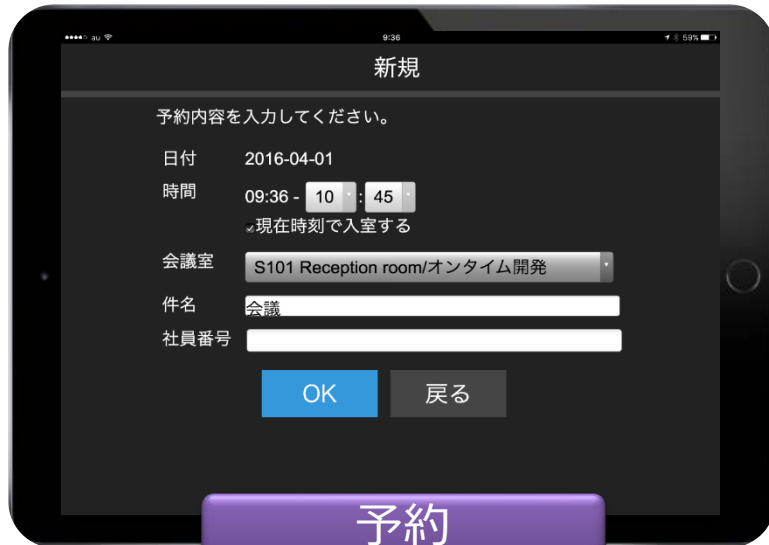 au 9:36 59%
新規
予約内容を入力してください。
日付 2016-04-01
時間 09:36 - 10 : 45
現在時刻で入室する
会議室 S101 Reception room/オンタイム開発
件名 会議
社員番号
OK 戻る
予約